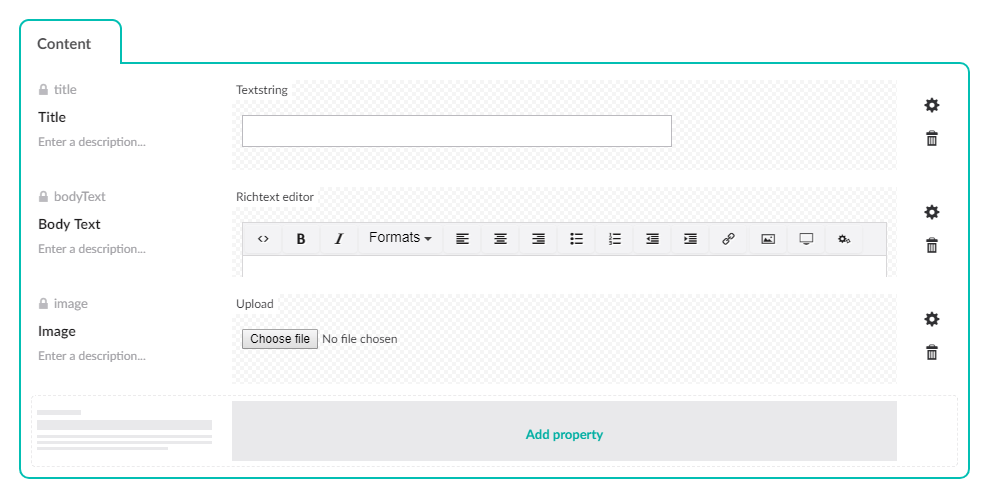 Content
title
Textstring
Title
Enter a description...
bodyText
Richtext editor
Body Text
<> B I Formats
Enter a description...
image
Upload
Image
Choose file No file chosen
Enter a description...
Add property